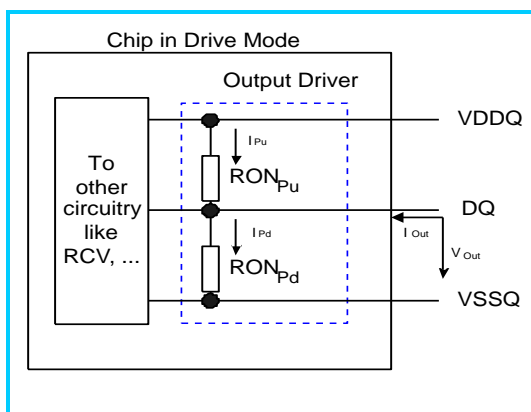 Chip in Drive Mode
Output Driver
VDDQ
I Pu
To
other
circuitry
like
RCV, ...
RON Pu
DQ
I Out
I Pd
V Out
RON Pd
VSSQ